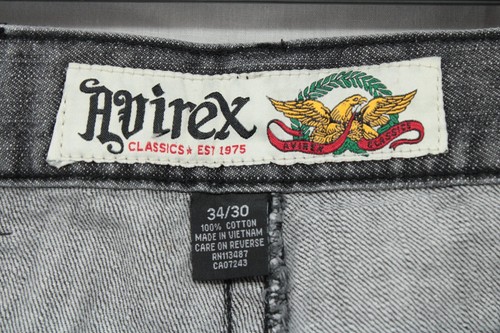 Avirex
CLASSICS★ EST 1975
AVIREX CLASSICS
34/30
100% COTTON
MADE IN VIETNAM
CARE ON REVERSE
RN113487
CA07243